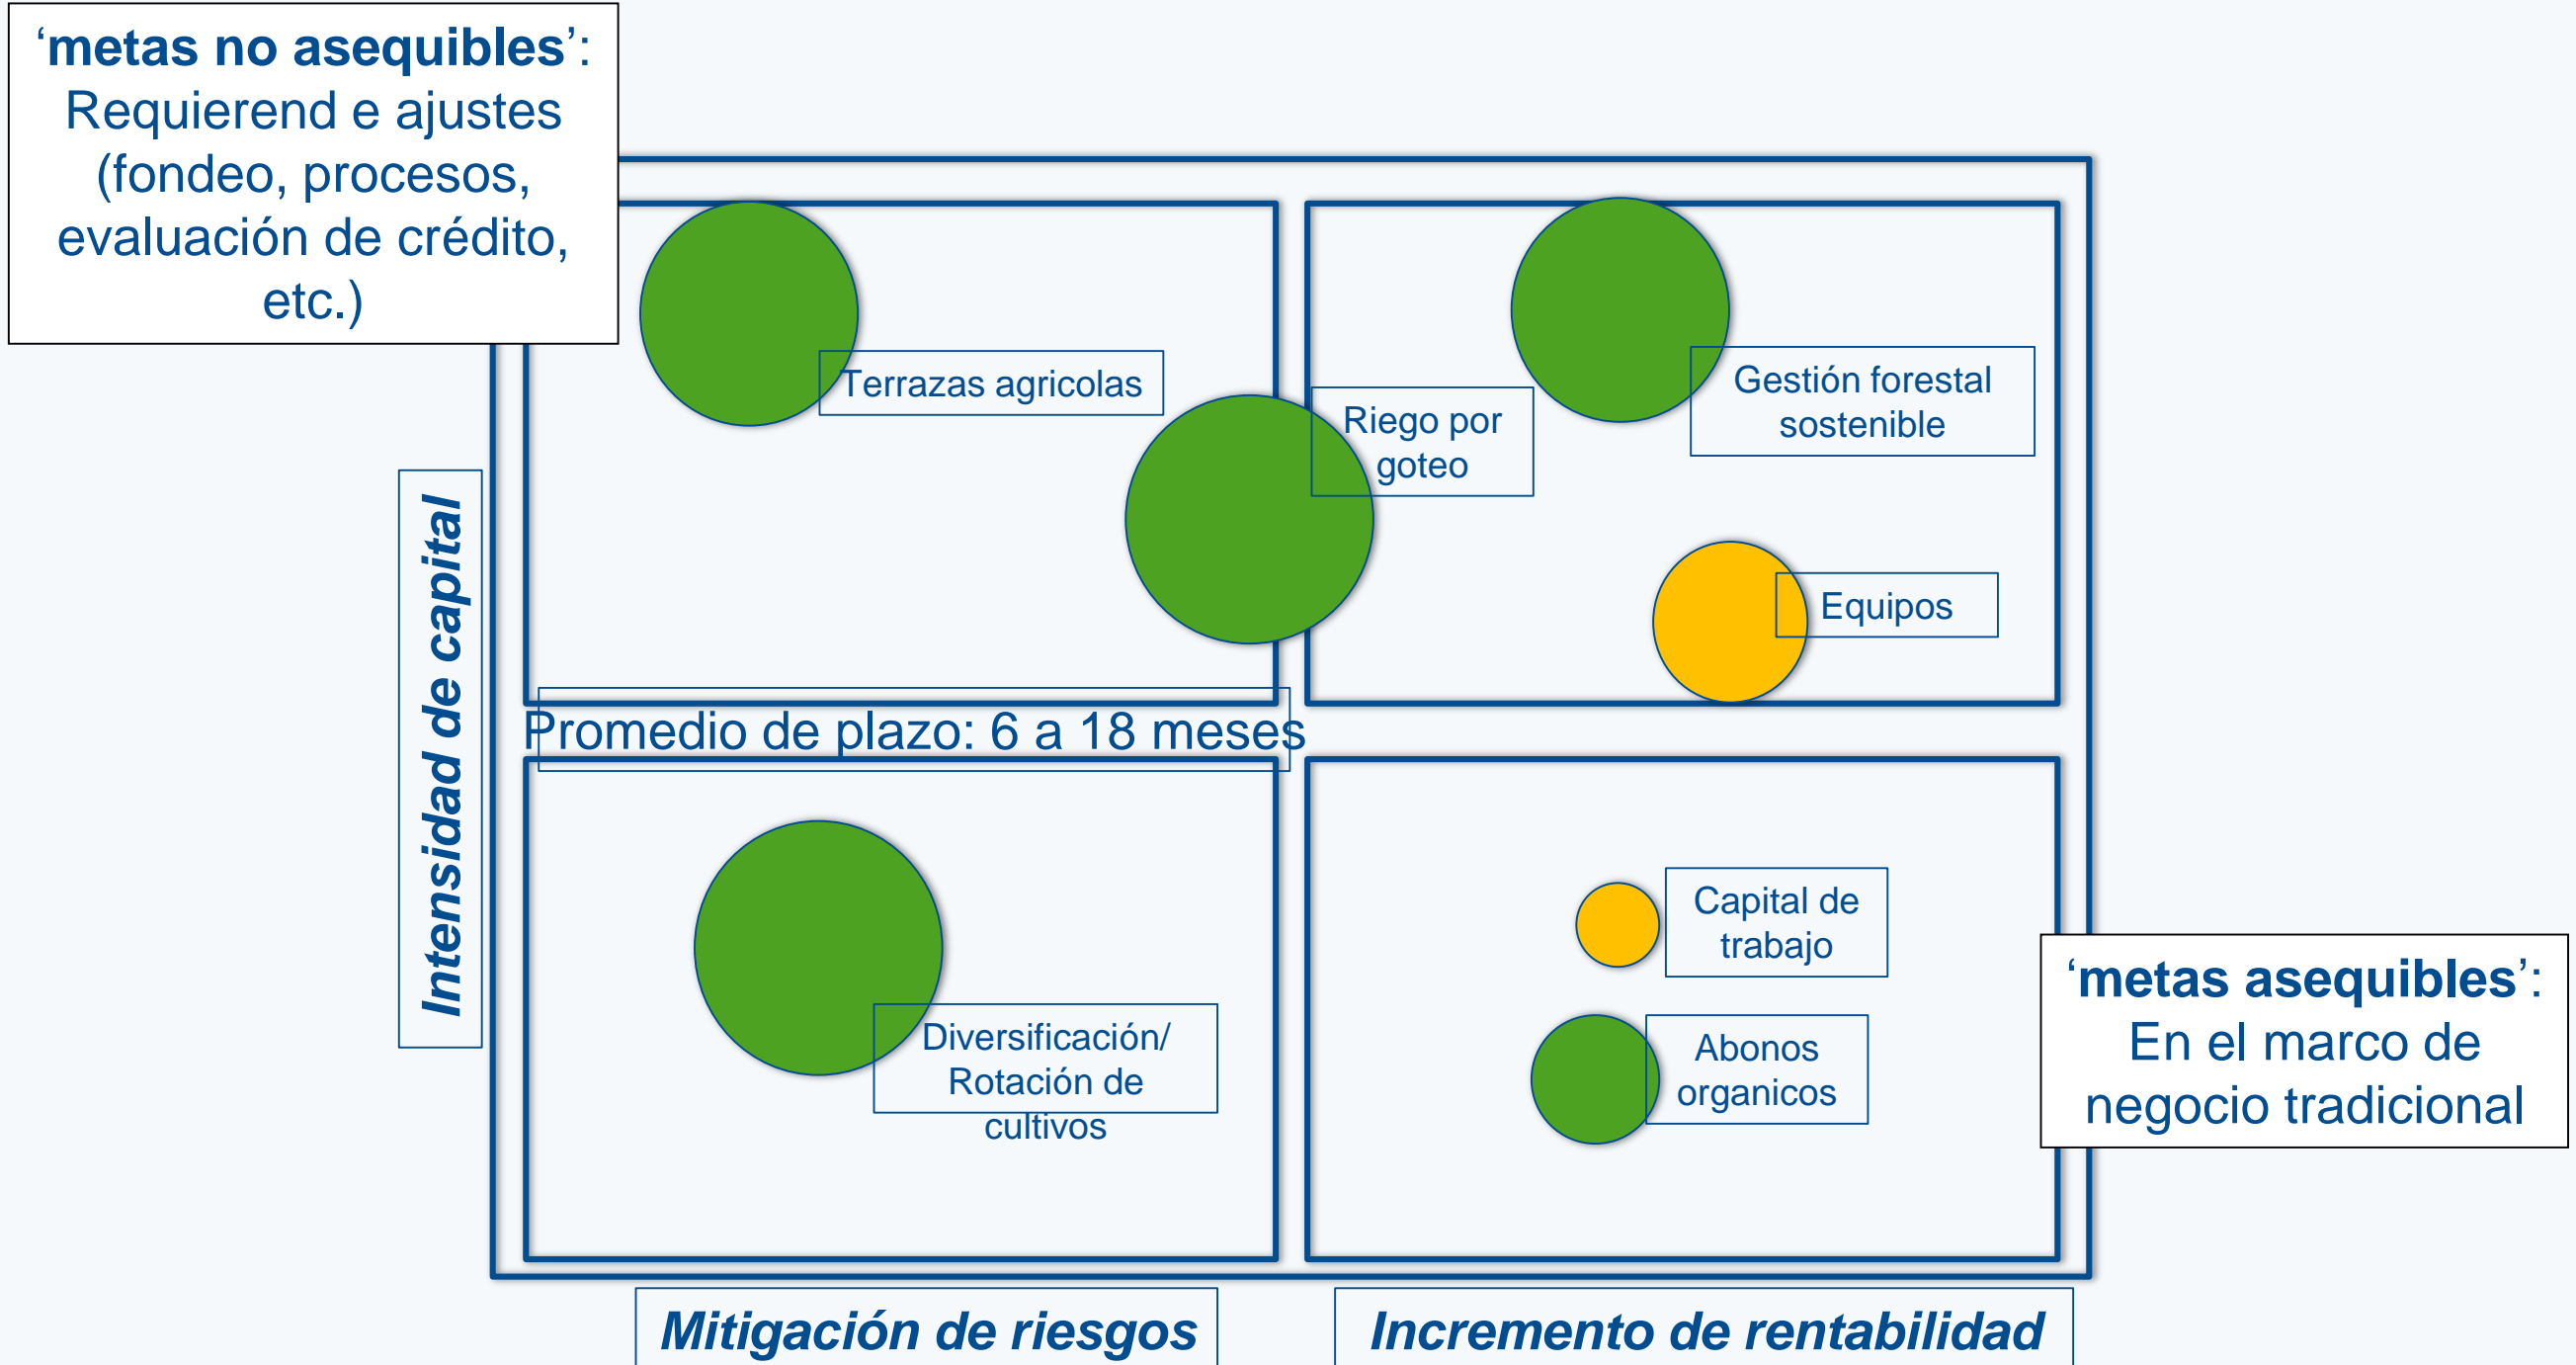 ‘metas no asequibles’:
Requierend e ajustes
(fondeo, procesos,
evaluación de crédito,
etc.)
Terrazas agricolas
Riego por
goteo
Gestión forestal
sostenible
Equipos
Intensidad de capital
Promedio de plazo: 6 a 18 meses
Diversificación/
Rotación de
cultivos
Capital de
trabajo
Abonos
organicos
‘metas asequibles’:
En el marco de
negocio tradicional
Mitigación de riesgos
Incremento de rentabilidad